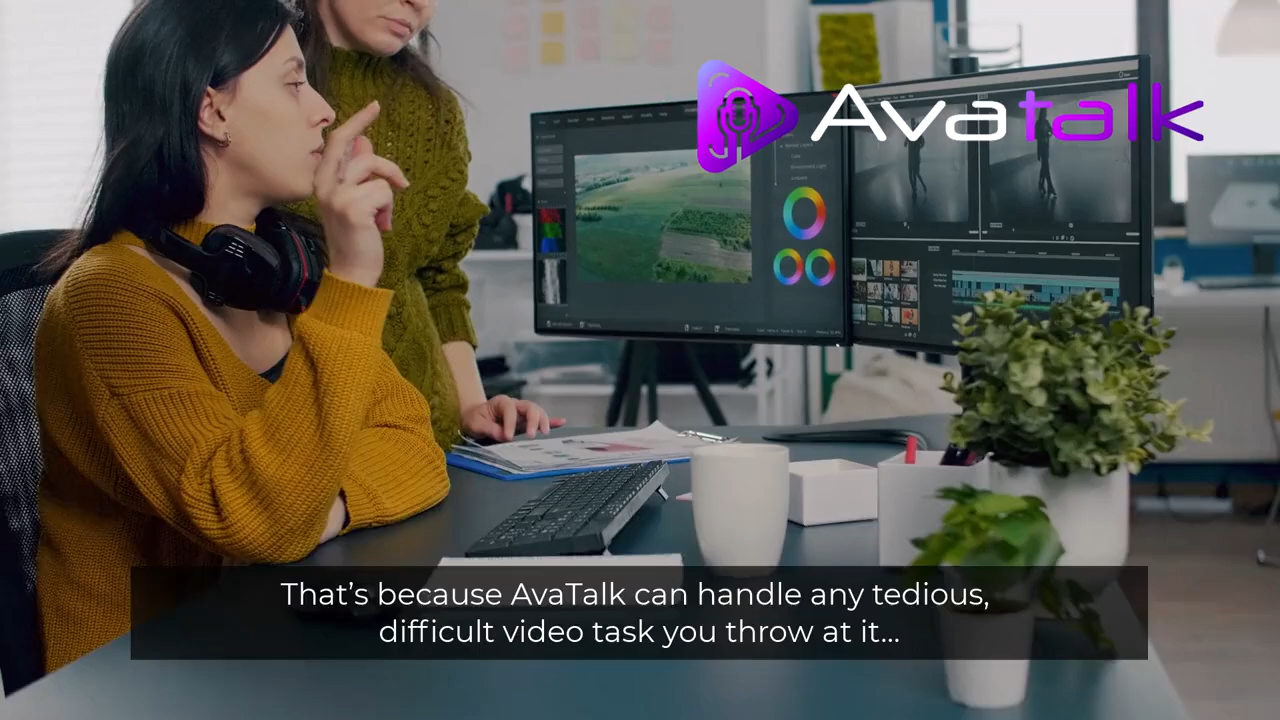 Avatalk
That’s because AvaTalk can handle any tedious,
difficult video task you throw at it...